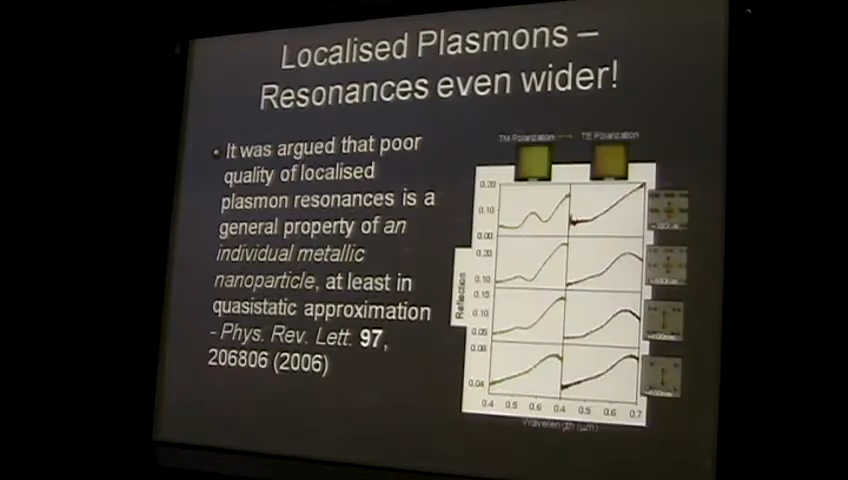 Localised Plasmons –
Resonances even wider!
• It was argued that poor
quality of localised
plasmon resonances is a
general property of an
individual metallic
nanoparticle, at least in
quasistatic approximation
- Phys. Rev. Lett. 97,
206806 (2006)
TM Polarization TE Polarization
0.20
0.10
0.00
0.20
0.10
0.15
0.10
0.05
0.08
0.04
Reflection
0.4 0.5 0.6 0.4 0.5 0.6 0.7
Wavelength (μm)